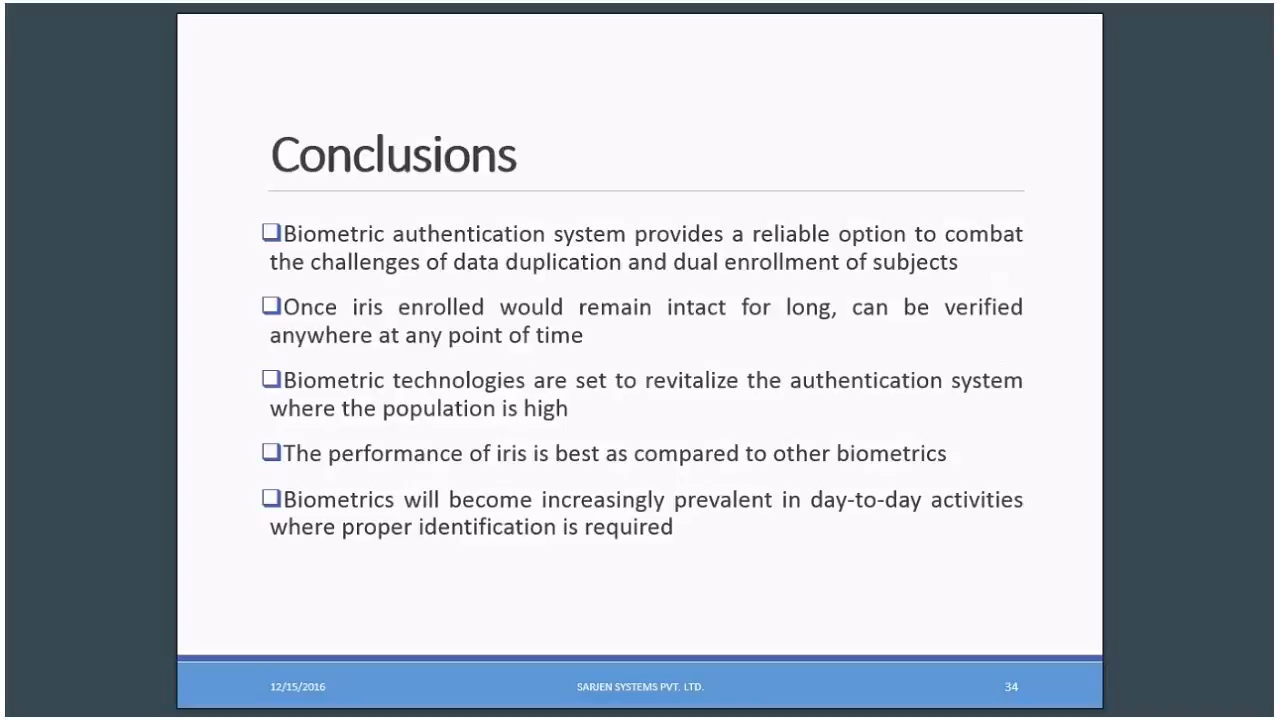 Conclusions
Biometric authentication system provides a reliable option to combat
the challenges of data duplication and dual enrollment of subjects
Once iris enrolled would remain intact for long, can be verified
anywhere at any point of time
Biometric technologies are set to revitalize the authentication system
where the population is high
The performance of iris is best as compared to other biometrics
Biometrics will become increasingly prevalent in day-to-day activities
where proper identification is required
12/15/2016 SARJEN SYSTEMS PVT. LTD. 34